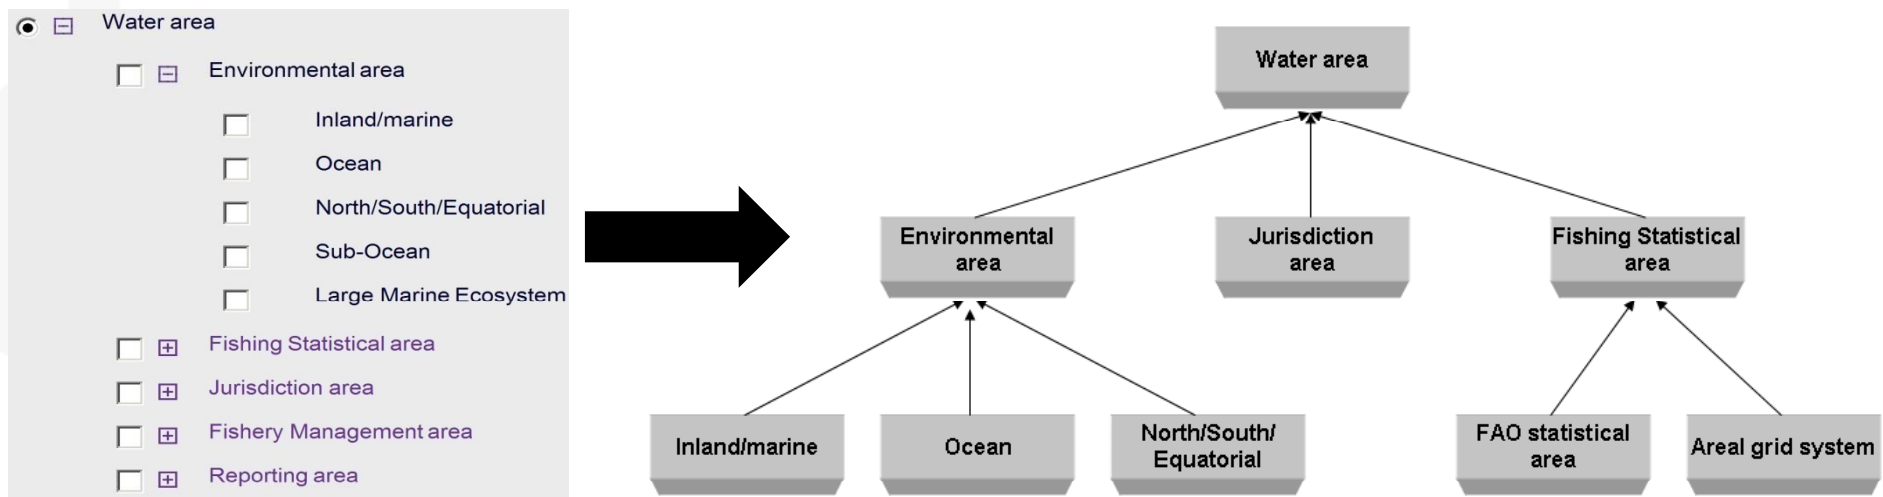 Water area
Environmental area
Inland/marine
Ocean
North/South/Equatorial
Sub-Ocean
Large Marine Ecosystem
Fishing Statistical area
Jurisdiction area
Fishery Management area
Reporting area
Water area
Environmental
area
Jurisdiction
area
Fishing Statistical
area
Inland/marine
Ocean
North/South/
Equatorial
FAO statistical
area
Areal grid system